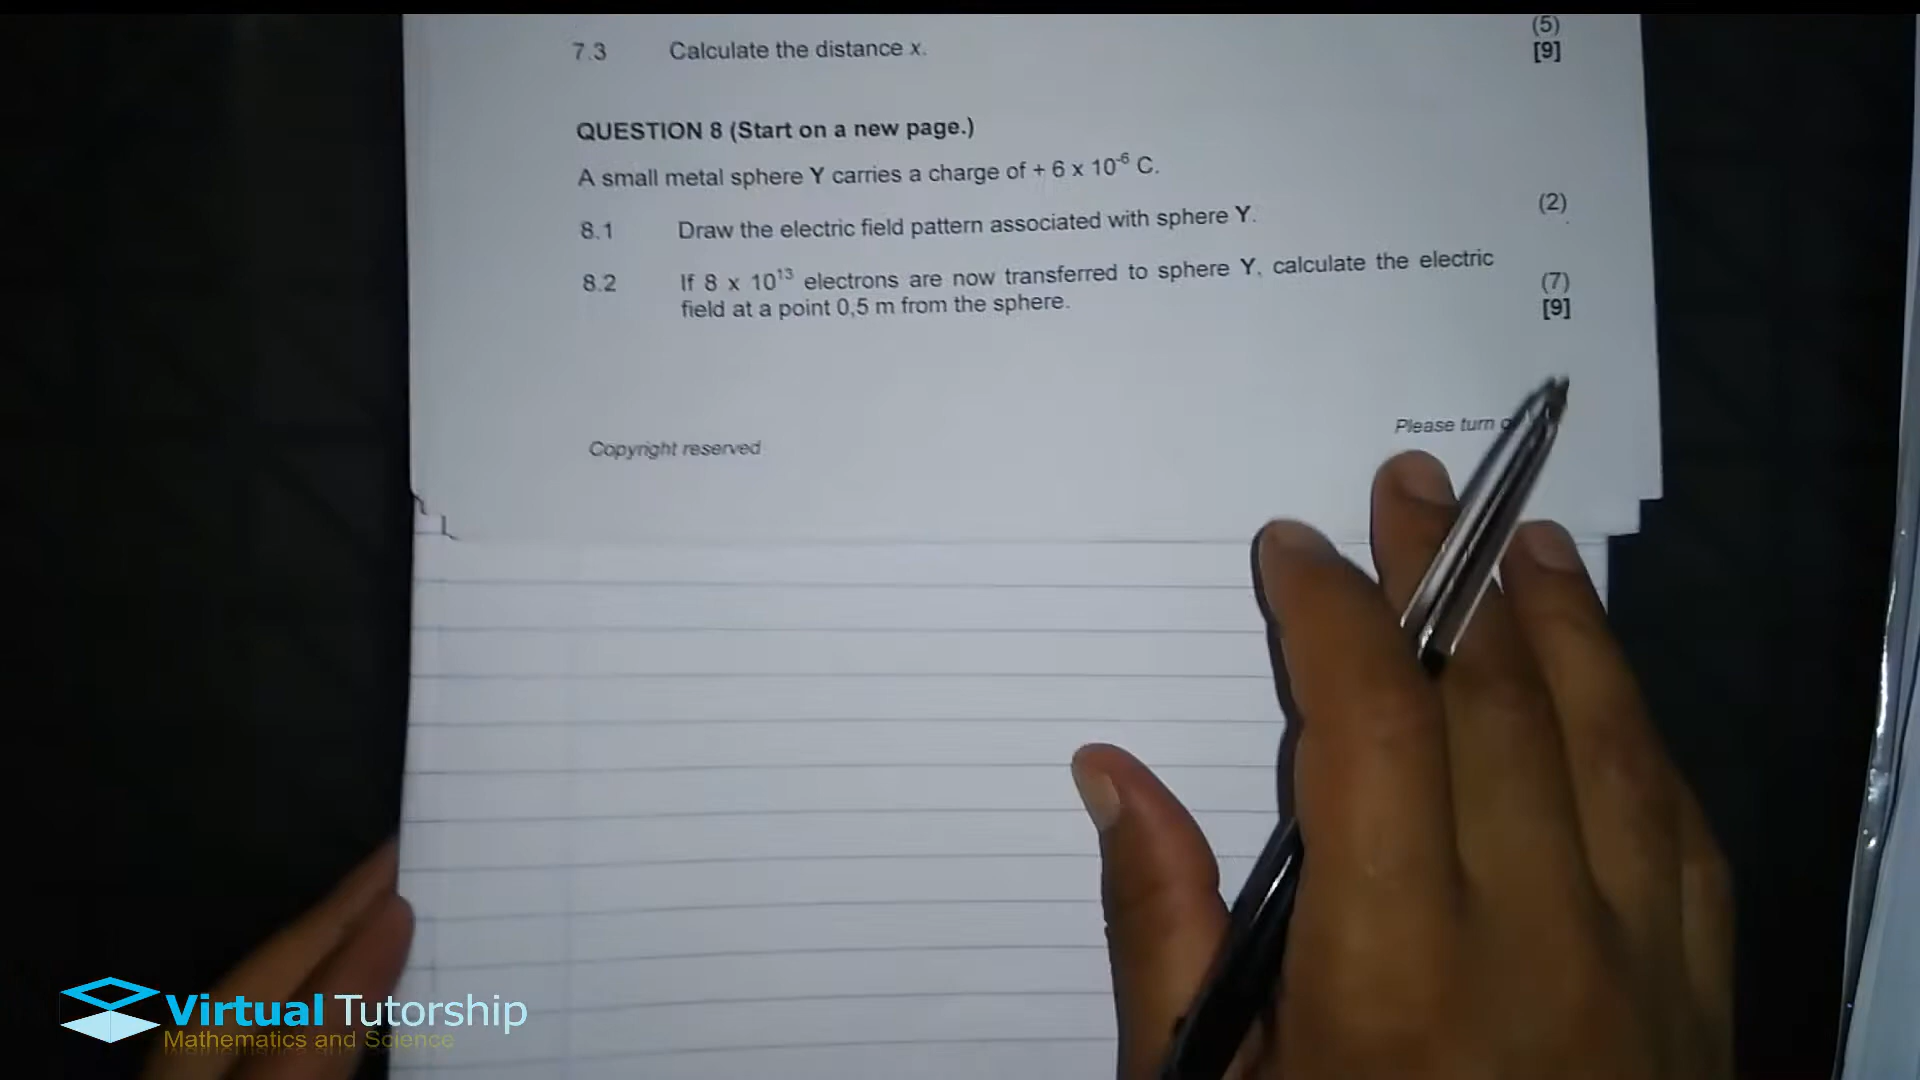 (5)
7.3 Calculate the distance x. [9]
QUESTION 8 (Start on a new page.)
A small metal sphere Y carries a charge of + 6 x 10⁻⁶ C.
8.1 Draw the electric field pattern associated with sphere Y. (2)
8.2 If 8 x 10¹³ electrons are now transferred to sphere Y, calculate the electric
field at a point 0,5 m from the sphere. (7)
[9]
Please turn
Copyright reserved
Virtual Tutorship
Mathematics and Science